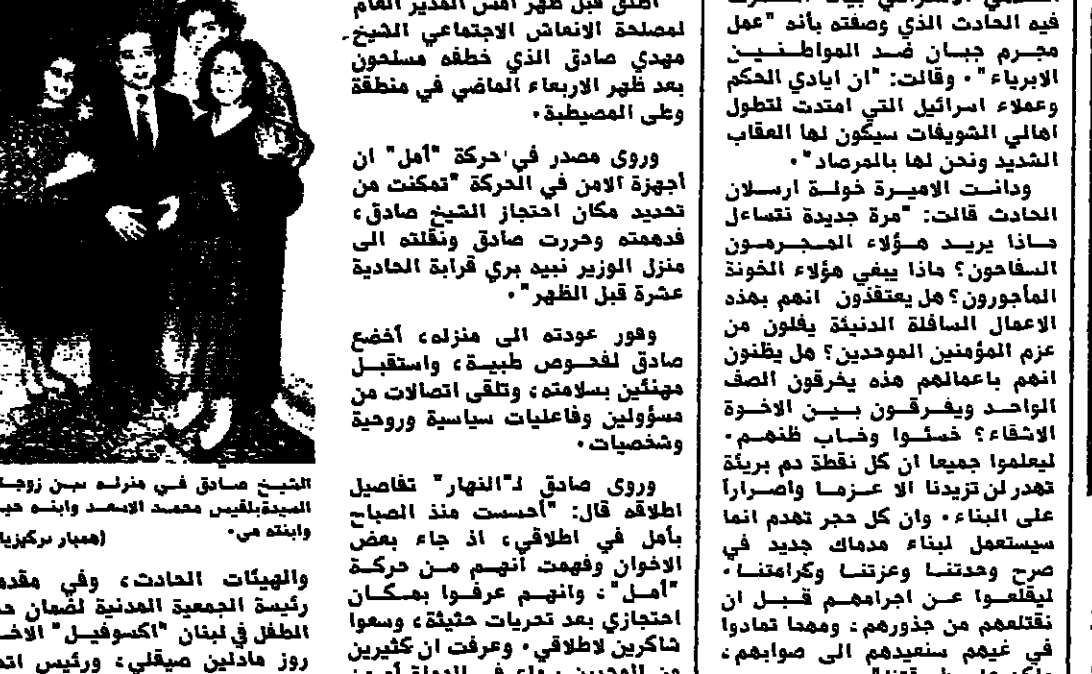 فيه الحادث الذي وصفته بأنه "عمل
مجرم جبان ضد المواطنين
الابرياء". وقالت: "ان ايادي الحكم
وعملاء اسرائيل التي امتدت لتطول
اهالي الشويفات سيكون لها العقاب
الشديد ونحن لها بالمرصاد".
ودانت الاميرة خولة ارسلان
الحادث قالت: "مرة جديدة نتساءل
ماذا يريد هؤلاء المجرمون
السفاحون؟ ماذا يبغي هؤلاء الخونة
المأجورون؟ هل يعتقذون انهم بهذه
الاعمال السافلة الدنيئة يفلون من
عزم المؤمنين الموحدين؟ هل يظنون
انهم باعمالهم هذه يخرقون الصف
الواحد ويفرقون بين الاخوة
الاشقاء؟ خسئوا وخاب ظنهم.
ليعلموا جميعا ان كل نقطة دم بريئة
تهدر لن تزيدنا الا عزما واصراراً
على البناء. وان كل حجر تهدم انما
سيستعمل لبناء مدماك جديد في
صرح وحدتنا وعزتنا وكرامتنا.
ليقلعوا عن اجرامهم قبل ان
نقتلعهم من جذورهم، ومهما تمادوا
في غيهم سنعيدهم الى صوابهم،
اطلق قبل ظهر امس المدير العام
لمصلحة الانعاش الاجتماعي الشيخ
مهدي صادق الذي خطفه مسلحون
بعد ظهر الاربعاء الماضي في منطقة
وطى المصيطبة.
وروى مصدر في حركة "أمل" ان
أجهزة الامن في الحركة "تمكنت من
تحديد مكان احتجاز الشيخ صادق،
فدهمته وحررت صادق ونقلته الى
منزل الوزير نبيه بري قرابة الحادية
عشرة قبل الظهر".
وفور عودته الى منزله، أخضع
صادق لفحوص طبية، واستقبل
مهنئين بسلامته، وتلقى اتصالات من
مسؤولين وفاعليات سياسية وروحية
وشخصيات.
وروى صادق لـ"النهار" تفاصيل
اطلاقه قال: "أحسست منذ الصباح
بأمل في اطلاقي، اذ جاء بعض
الاخوان وفهمت أنهم من حركة
"أمل"، وانهم عرفوا بمكان
احتجازي بعد تحريات حثيثة، وسعوا
شاكرين لاطلاقي. وعرفت ان كثيرين
الشيخ صادق في منزله بين
السيدة بلقيس محمد الاسعد وابنه
وابنته مي.
والهيئات الحادث، وفي
رئيسة الجمعية المدنية لضمان
الطفل في لبنان "اكسوفيل"
روز مادلين صيقلي، ورئيس